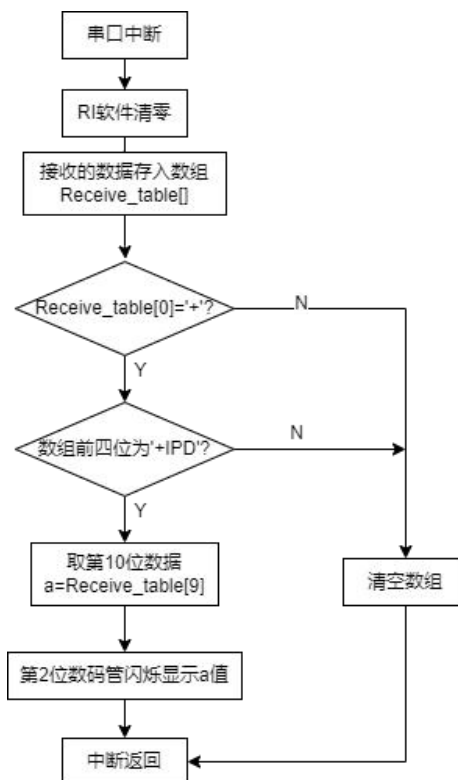 串口中断
RI软件清零
接收的数据存入数组
Receive_table[]
Receive_table[0]='+'?
N
Y
数组前四位为'+IPD'?
N
Y
取第10位数据
a=Receive_table[9]
清空数组
第2位数码管闪烁显示a值
中断返回